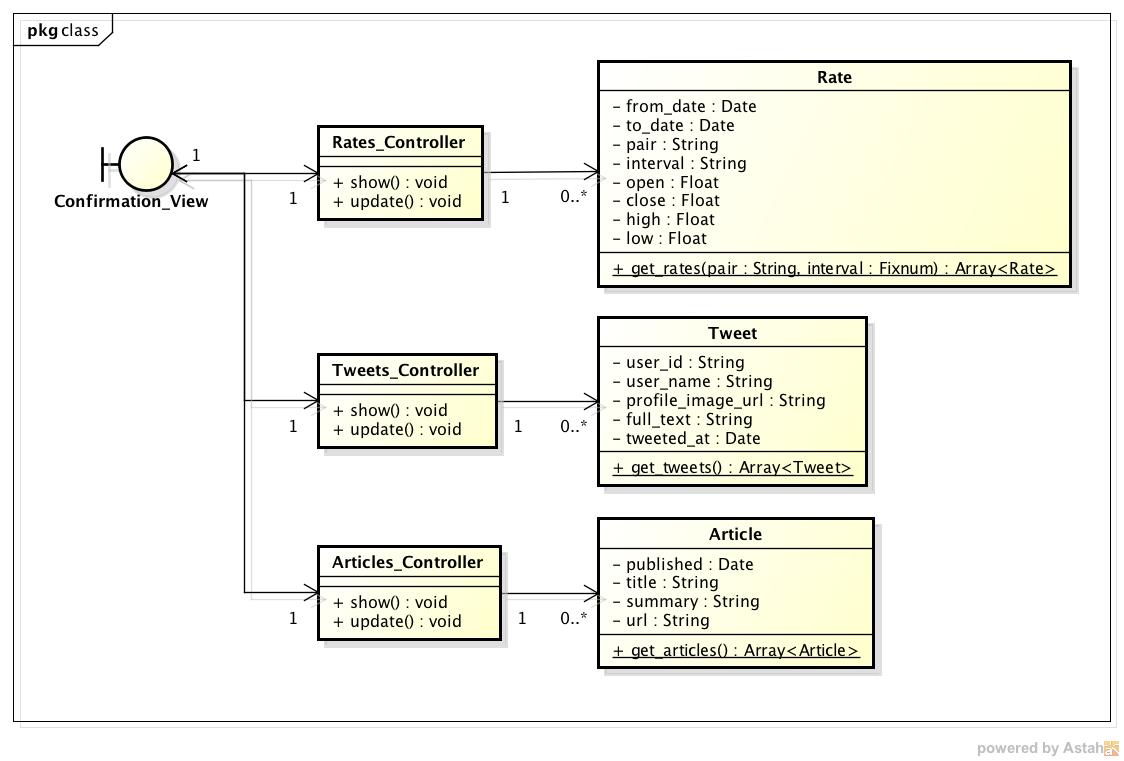 pkg class
Confirmation_View
1
1
Rates_Controller
+ show() : void
+ update() : void
1
0..*
Rate
- from_date : Date
- to_date : Date
- pair : String
- interval : String
- open : Float
- close : Float
- high : Float
- low : Float
+ get_rates(pair : String, interval : Fixnum) : Array<Rate>
1
Tweets_Controller
+ show() : void
+ update() : void
1
0..*
Tweet
- user_id : String
- user_name : String
- profile_image_url : String
- full_text : String
- tweeted_at : Date
+ get_tweets() : Array<Tweet>
1
Articles_Controller
+ show() : void
+ update() : void
1
0..*
Article
- published : Date
- title : String
- summary : String
- url : String
+ get_articles() : Array<Article>
powered by Astah